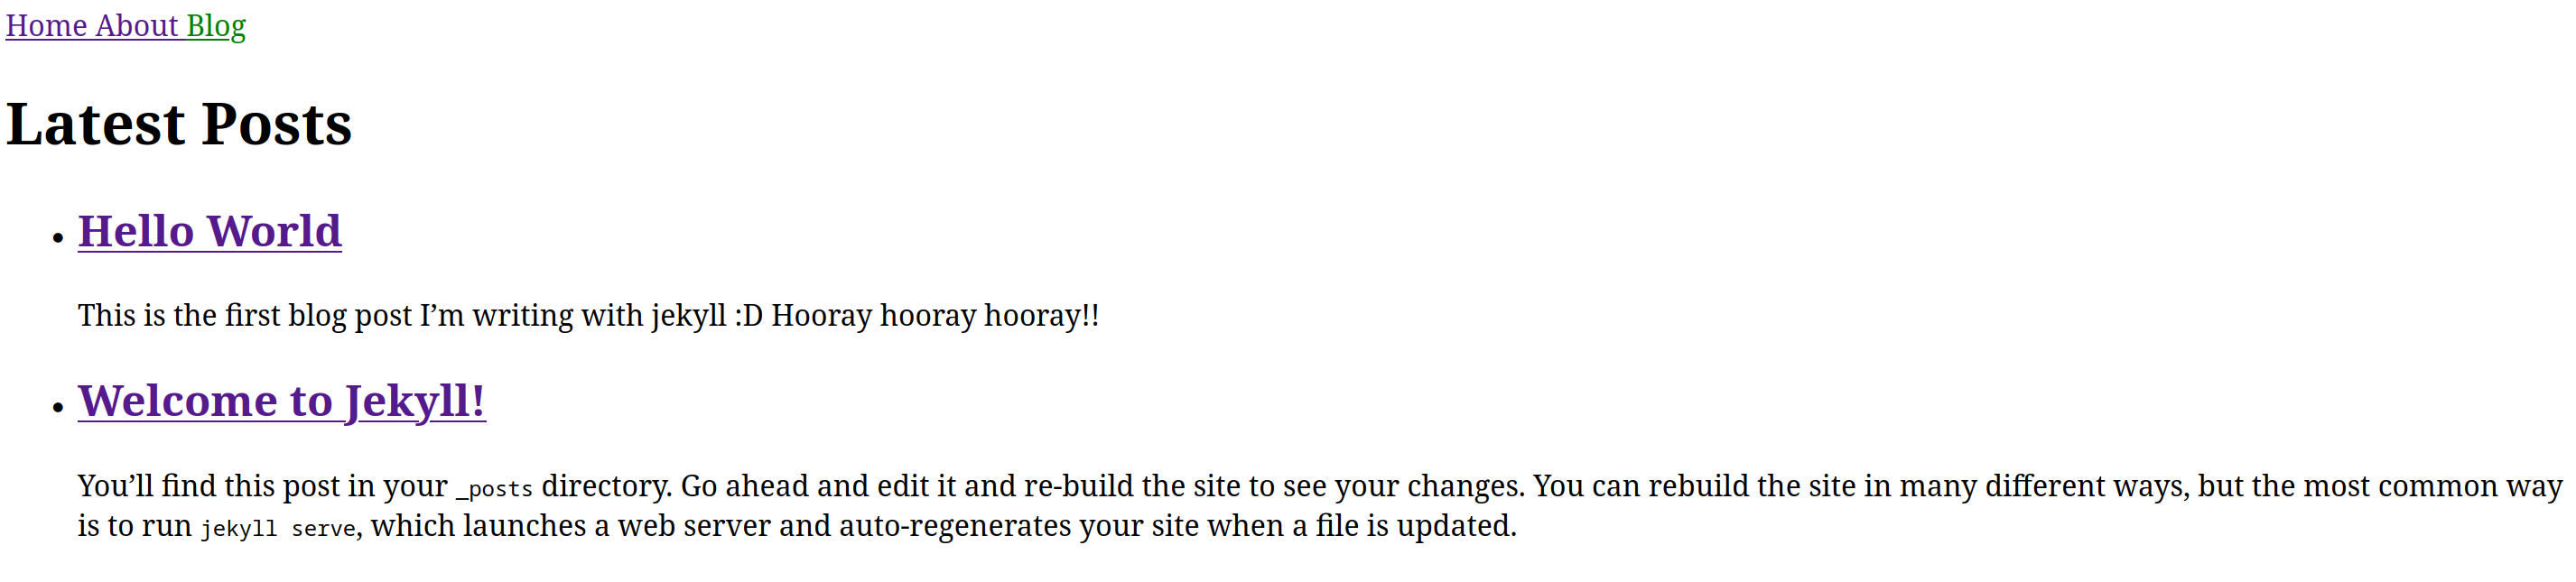 Home About Blog
Latest Posts
Hello World
This is the first blog post I’m writing with jekyll :D Hooray hooray hooray!!
Welcome to Jekyll!
You’ll find this post in your _posts directory. Go ahead and edit it and re-build the site to see your changes. You can rebuild the site in many different ways, but the most common way
is to run jekyll serve, which launches a web server and auto-regenerates your site when a file is updated.